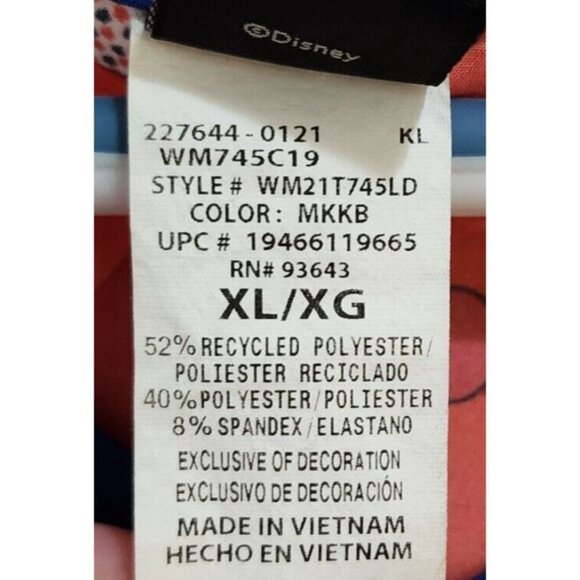 ©Disney
227644-0121 KL
WM745C19
STYLE# WM21T745LD
COLOR: MKKB
UPC# 19466119665
RN# 93643
XL/XG
52% RECYCLED POLYESTER/
POLIESTER RECICLADO
40% POLYESTER/POLIESTER
8% SPANDEX/ELASTANO
EXCLUSIVE OF DECORATION
EXCLUSIVO DE DECORACIÓN
MADE IN VIETNAM
HECHO EN VIETNAM